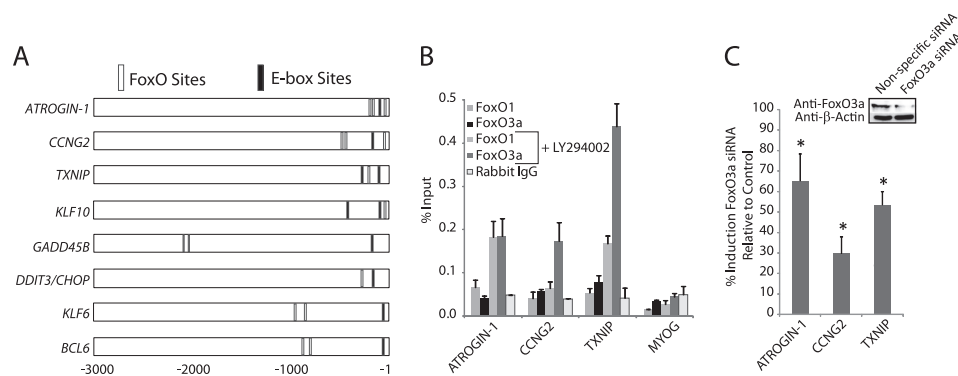 A
FoxO Sites
E-box Sites
ATROGIN-1
CCNG2
TXNIP
KLF10
GADD45B
DDIT3/CHOP
KLF6
BCL6
-3000
-2000
-1000
-1
B
FoxO1
FoxO3a
FoxO1
FoxO3a
+ LY294002
Rabbit IgG
% Input
0.5
0.4
0.3
0.2
0.1
0.0
ATROGIN-1
CCNG2
TXNIP
MYOG
C
Non-specific siRNA
FoxO3a siRNA
Anti-FoxO3a
Anti-β-Actin
% Induction FoxO3a siRNA
Relative to Control
100
90
80
70
60
50
40
30
20
10
0
*
*
*
ATROGIN-1
CCNG2
TXNIP